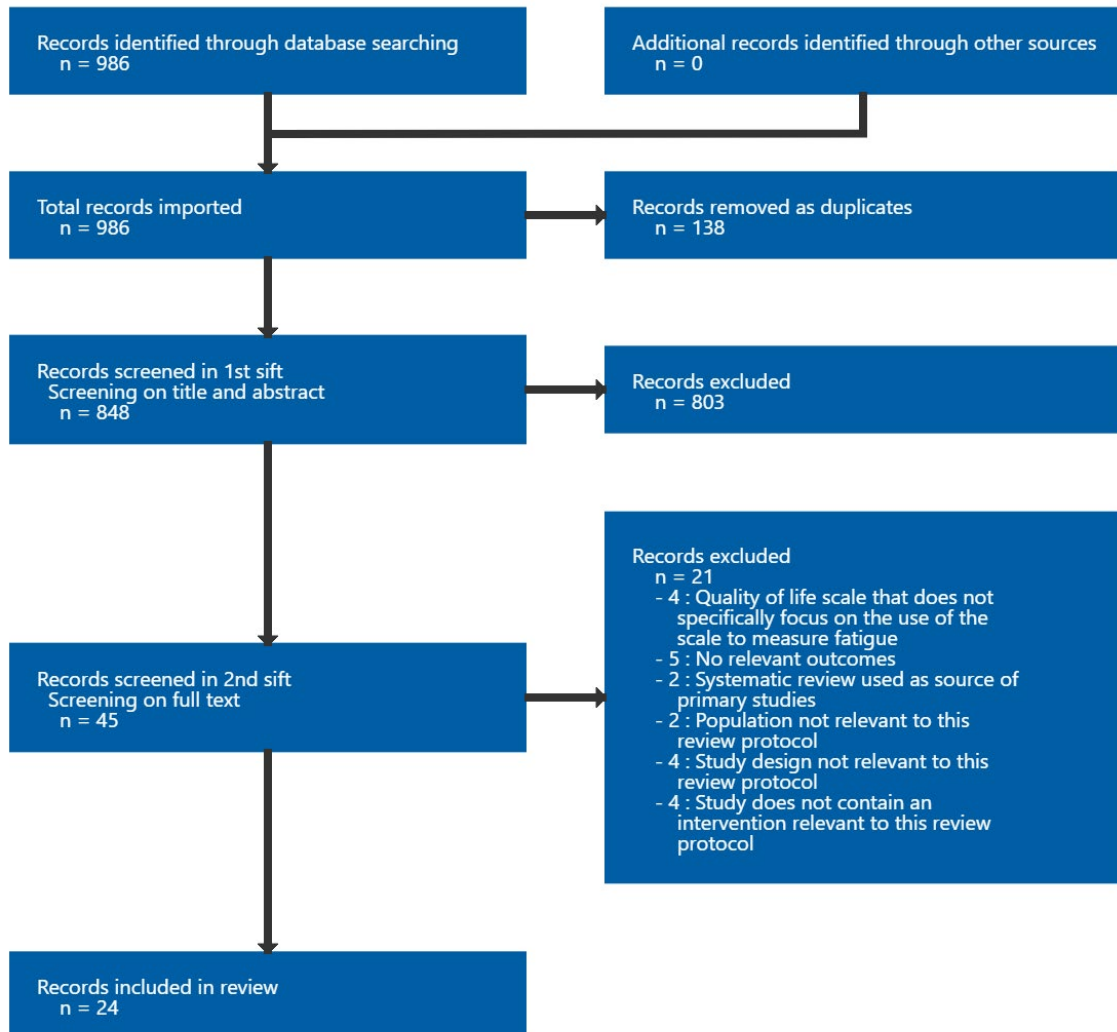 Records identified through database searching
n = 986
Additional records identified through other sources
n = 0
Total records imported
n = 986
Records removed as duplicates
n = 138
Records screened in 1st sift
Screening on title and abstract
n = 848
Records excluded
n = 803
Records excluded
n = 21
- 4 : Quality of life scale that does not
specifically focus on the use of the
scale to measure fatigue
- 5 : No relevant outcomes
- 2 : Systematic review used as source of
primary studies
- 2 : Population not relevant to this
review protocol
- 4 : Study design not relevant to this
review protocol
- 4 : Study does not contain an
intervention relevant to this review
protocol
Records screened in 2nd sift
Screening on full text
n = 45
Records included in review
n = 24